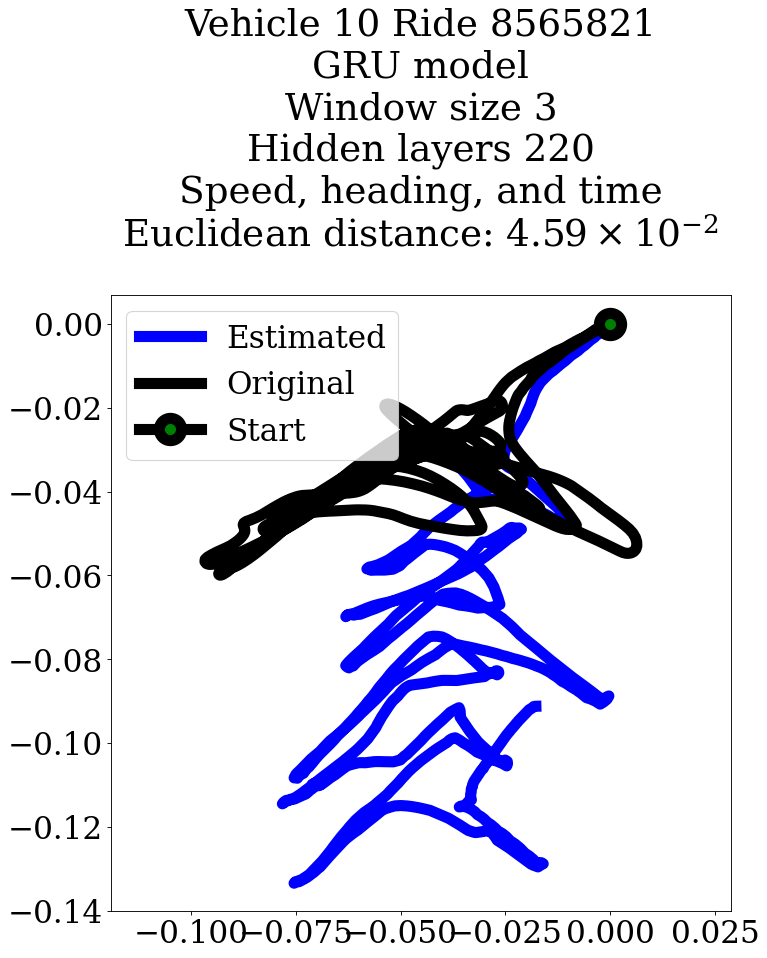 Vehicle 10 Ride 8565821
GRU model
Window size 3
Hidden layers 220
Speed, heading, and time
Euclidean distance: 4.59 × 10⁻²
Estimated
Original
Start
0.00
−0.02
−0.04
−0.06
−0.08
−0.10
−0.12
−0.14
−0.100 −0.075 −0.050 −0.025 0.000 0.025